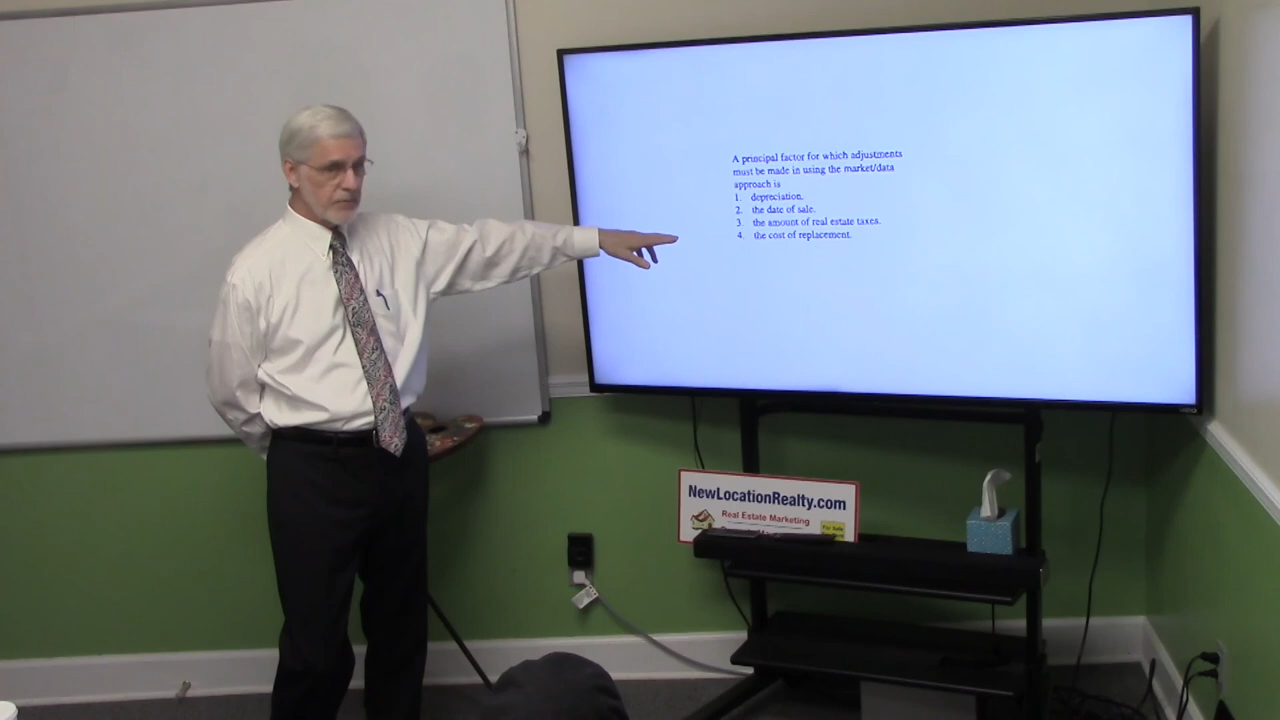 A principal factor for which adjustments
must be made in using the market/data
approach is
1. depreciation.
2. the date of sale.
3. the amount of real estate taxes.
4. the cost of replacement.
NewLocationRealty.com
Real Estate Marketing
For Sale